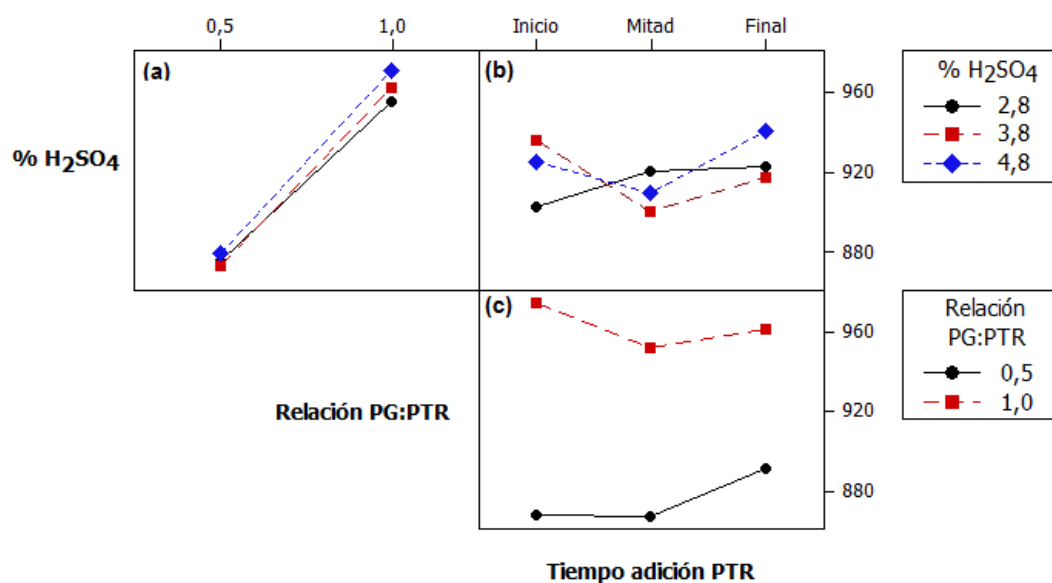 0,5 1,0 Inicio Mitad Final
(a) (b)
% H2SO4
960
920
880
% H2SO4
2,8
3,8
4,8
(c)
960
920
880
Relación
PG:PTR
0,5
1,0
Relación PG:PTR
Tiempo adición PTR